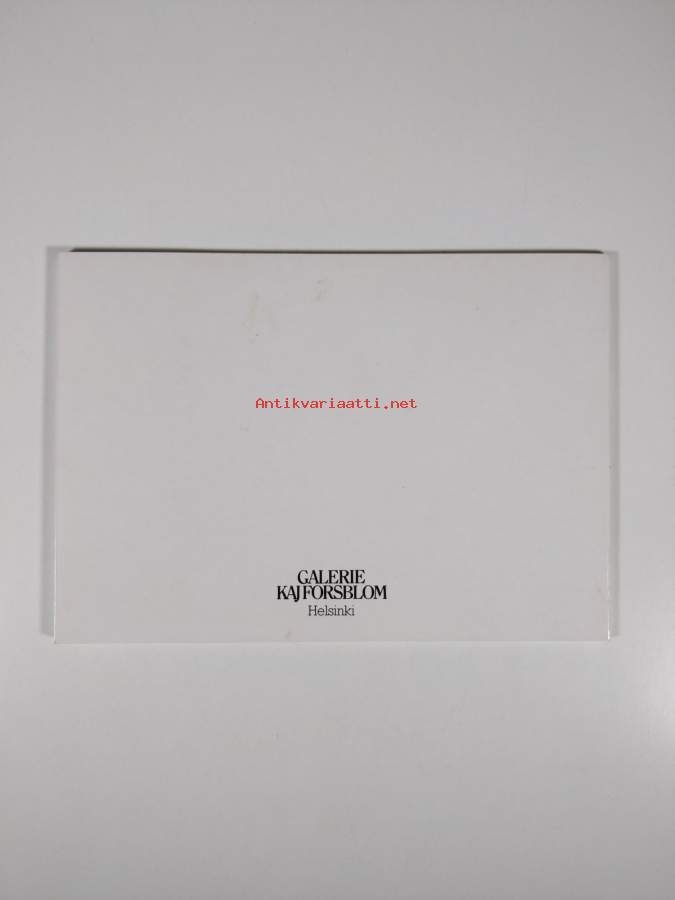 Antikvariaatti.net
GALERIE
KAJ FORSBLOM
Helsinki